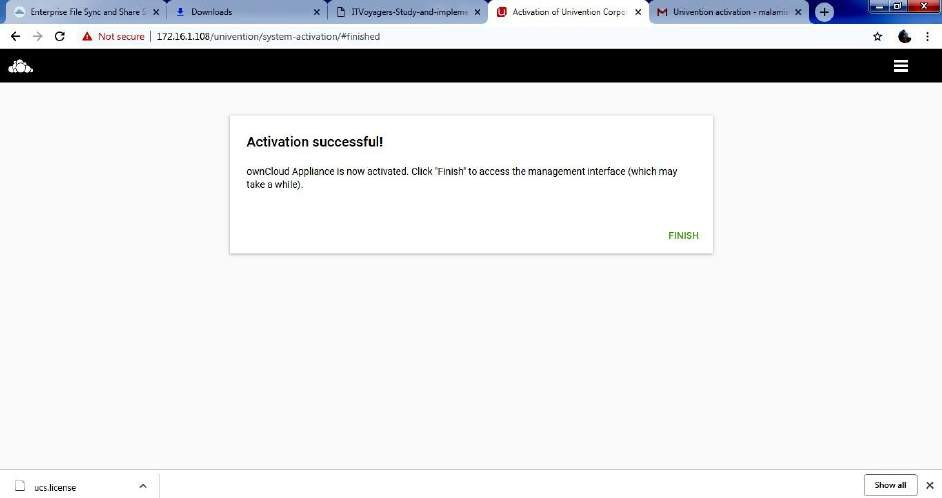 Enterprise File Sync and Share S
Downloads
ITVoyagers-Study-and-impleme
Activation of Univention Corpo
Univention activation - malamis
Not secure
172.16.1.108/univention/system-activation/#finished
Activation successful!
ownCloud Appliance is now activated. Click "Finish" to access the management interface (which may
take a while).
FINISH
ucs.license
Show all